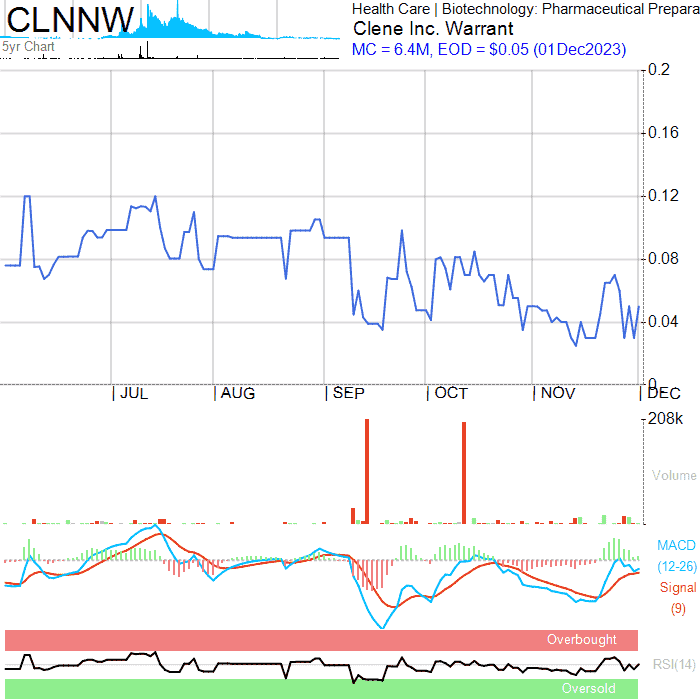 CLNNW
5yr Chart
Health Care | Biotechnology: Pharmaceutical Prepara
Clene Inc. Warrant
MC = 6.4M, EOD = $0.05 (01Dec2023)
0.2
0.16
0.12
0.08
0.04
0
JUL AUG SEP OCT NOV DEC
208k
Volume
MACD
(12-26)
Signal
(9)
Overbought
RSI(14)
Oversold